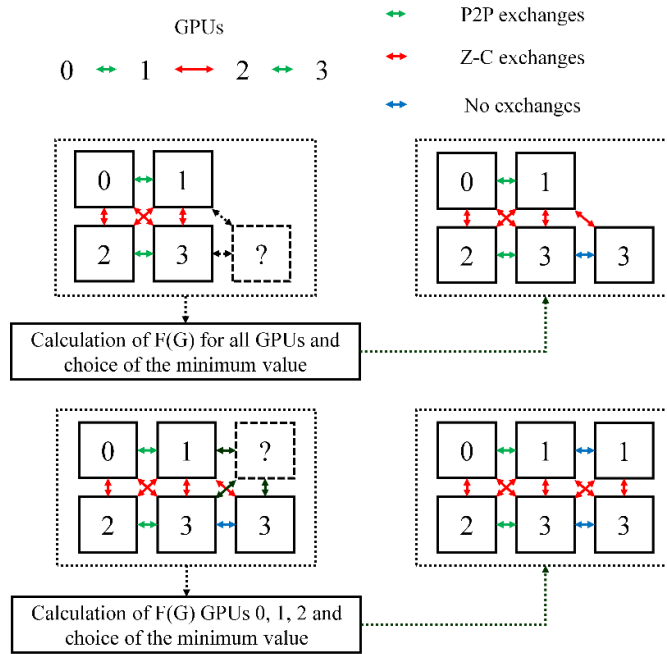 GPUs
0 1 2 3
P2P exchanges
Z-C exchanges
No exchanges
0 1
2 3 ?
0 1
2 3 3
Calculation of F(G) for all GPUs and
choice of the minimum value
0 1 ?
2 3 3
0 1 1
2 3 3
Calculation of F(G) GPUs 0, 1, 2 and
choice of the minimum value